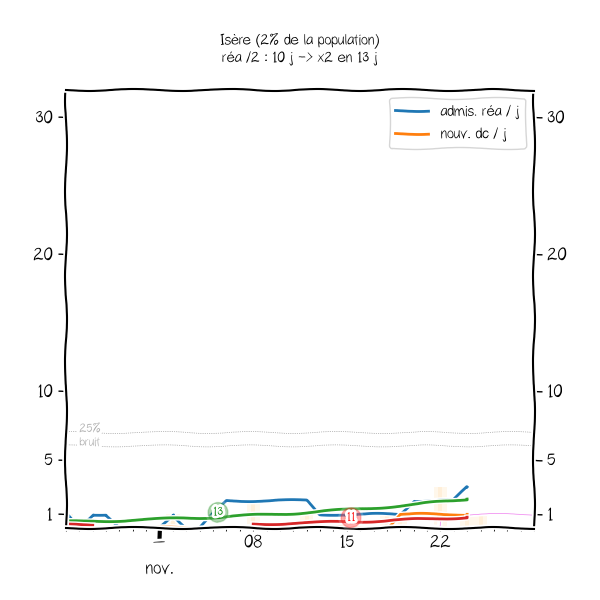 Isère (2% de la population)
réa /2 : 10 j -> x2 en 13 j
admis. réa / j
nouv. dc / j
30
30
20
20
10
10
25%
bruit
5
5
13
11
1
1
1
08
15
22
nov.